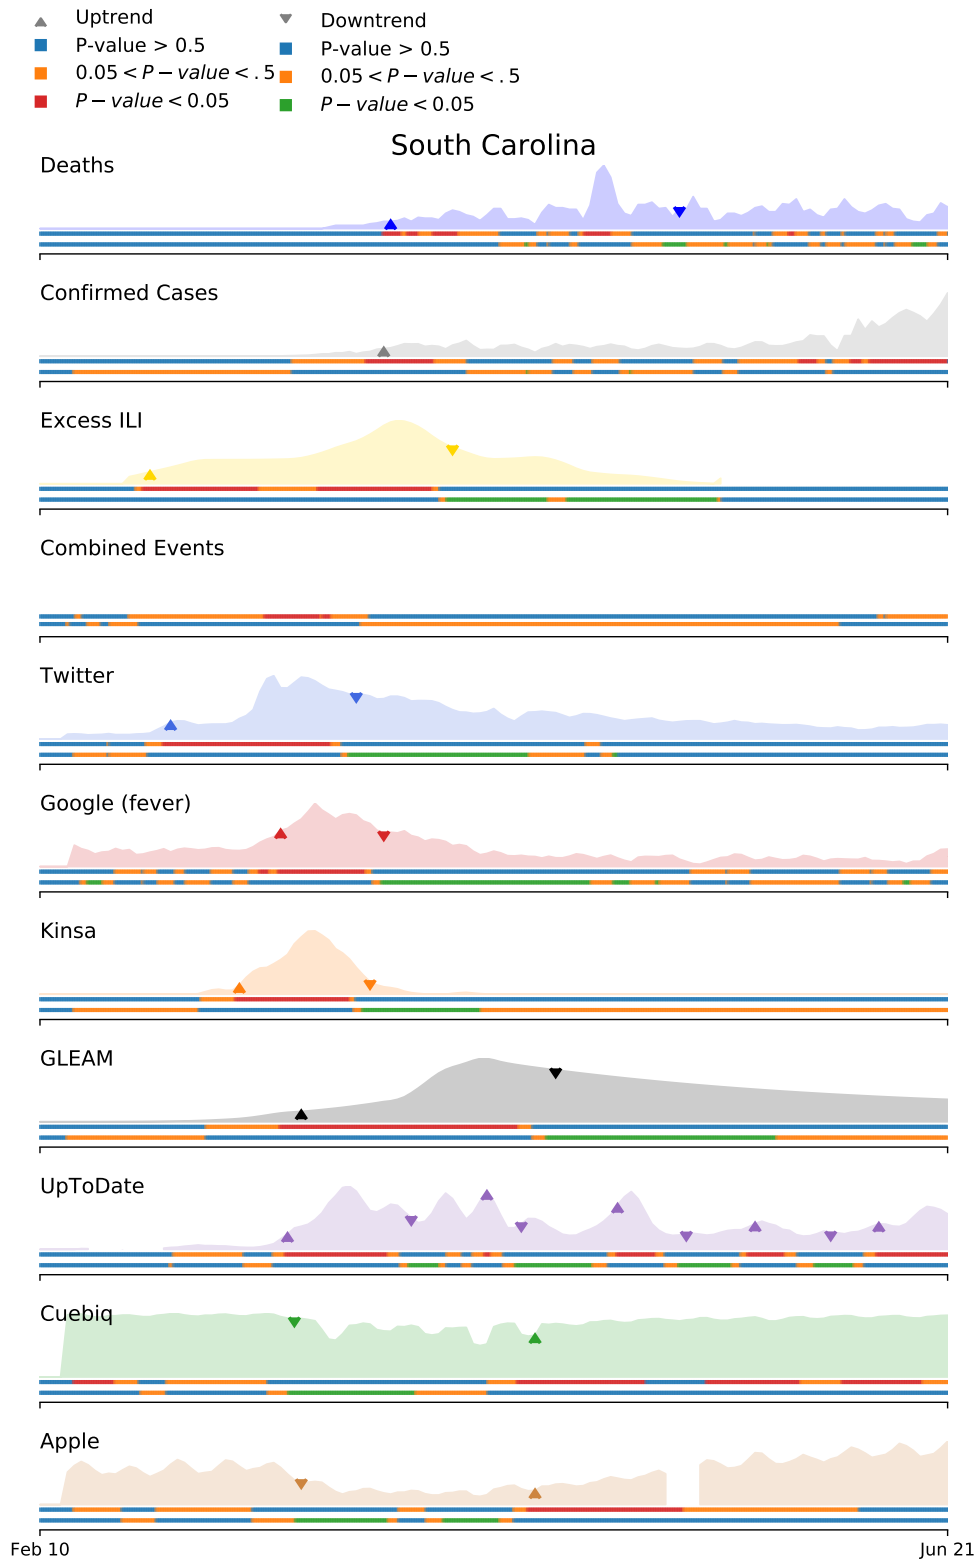 Uptrend
P-value > 0.5
0.05 < P − value < .5
P − value < 0.05
Downtrend
P-value > 0.5
0.05 < P − value < .5
P − value < 0.05
South Carolina
Deaths
Confirmed Cases
Excess ILI
Combined Events
Twitter
Google (fever)
Kinsa
GLEAM
UpToDate
Cuebiq
Apple
Feb 10
Jun 21